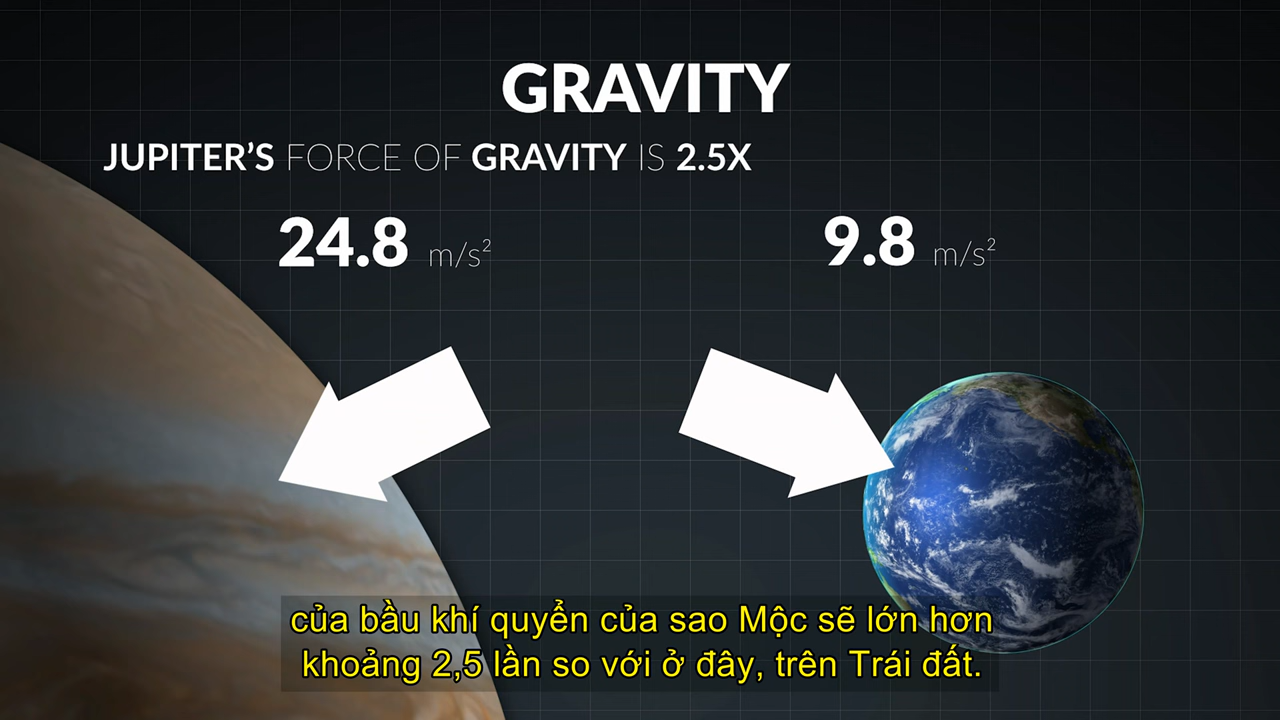 GRAVITY
JUPITER'S FORCE OF GRAVITY IS 2.5X
24.8 m/s²
9.8 m/s²
của bầu khí quyển của sao Mộc sẽ lớn hơn
khoảng 2,5 lần so với ở đây, trên Trái đất.